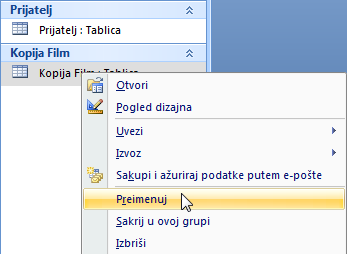 Prijatelj
Prijatelj : Tablica
Kopija Film
Kopija Film : Tablica
Otvori
Pogled dizajna
Uvezi
Izvoz
Sakupi i ažuriraj podatke putem e-pošte
Preimenuj
Sakrij u ovoj grupi
Izbriši